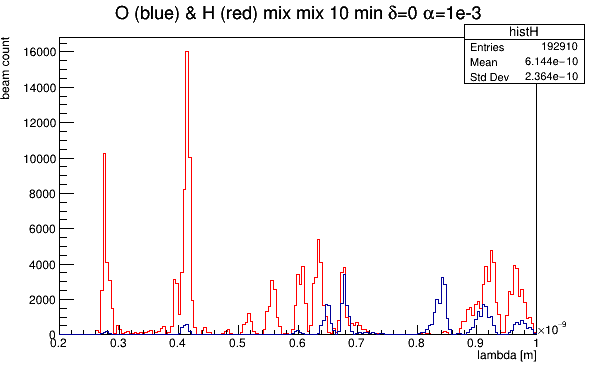 O (blue) & H (red) mix mix 10 min δ=0 α=1e-3
histH
Entries 192910
Mean 6.144e-10
Std Dev 2.364e-10
beam count
16000
14000
12000
10000
8000
6000
4000
2000
0
0.2 0.3 0.4 0.5 0.6 0.7 0.8 0.9 1
×10^-9
lambda [m]